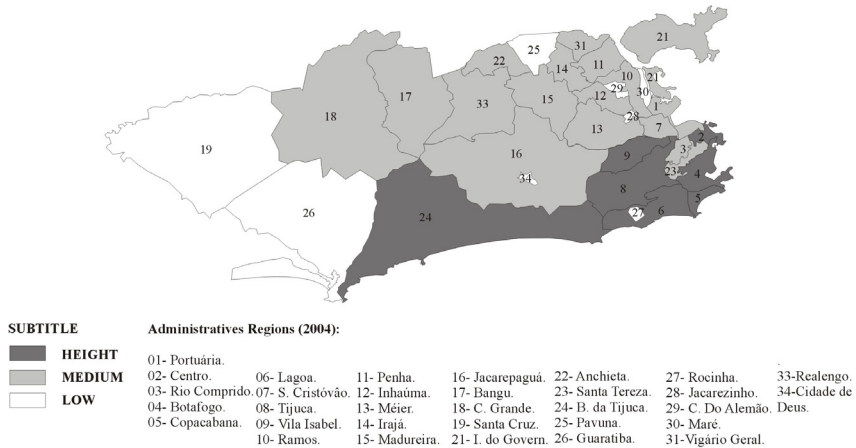 21
31
25
22
14
11
10
21
17
33
15
29
12
30
1
18
28
13
7
19
16
9
2
3
34
23
4
8
24
26
27
6
5
SUBTITLE
Administratives Regions (2004):
HEIGHT
MEDIUM
LOW
01- Portuária.
02- Centro.
03- Rio Comprido.
04- Botafogo.
05- Copacabana.
06- Lagoa.
07- S. Cristóvâo.
08- Tijuca.
09- Vila Isabel.
10- Ramos.
11- Penha.
12- Inhaúma.
13- Méier.
14- Irajá.
15- Madureira.
16- Jacarepaguá.
17- Bangu.
18- C. Grande.
19- Santa Cruz.
21- I. do Govern.
22- Anchieta.
23- Santa Tereza.
24- B. da Tijuca.
25- Pavuna.
26- Guaratiba.
27- Rocinha.
28- Jacarezinho.
29- C. Do Alemão.
30- Maré.
31-Vigário Geral.
33-Realengo.
34-Cidade de
Deus.